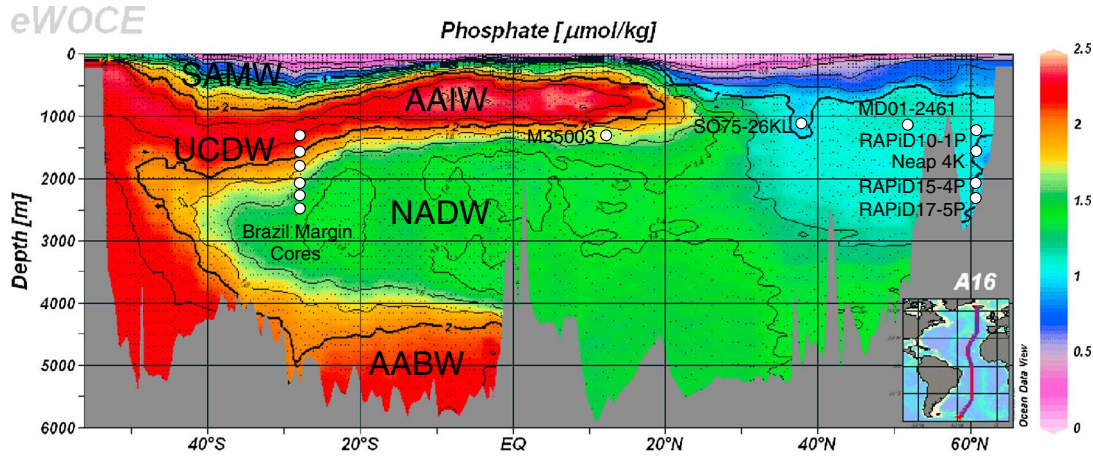 eWOCE
Phosphate [ μmol/kg]
0
1000
2000
3000
4000
5000
6000
Depth [m]
SAMW
AAIW
UCDW
NADW
AABW
M35003
SO75-26KL
MD01-2461
RAPiD10-1P
Neap 4K
RAPiD15-4P
RAPiD17-5P
Brazil Margin
Cores
A16
Ocean Data View
40°S
20°S
EQ
20°N
40°N
60°N
2.5
2
1.5
1
0.5
0